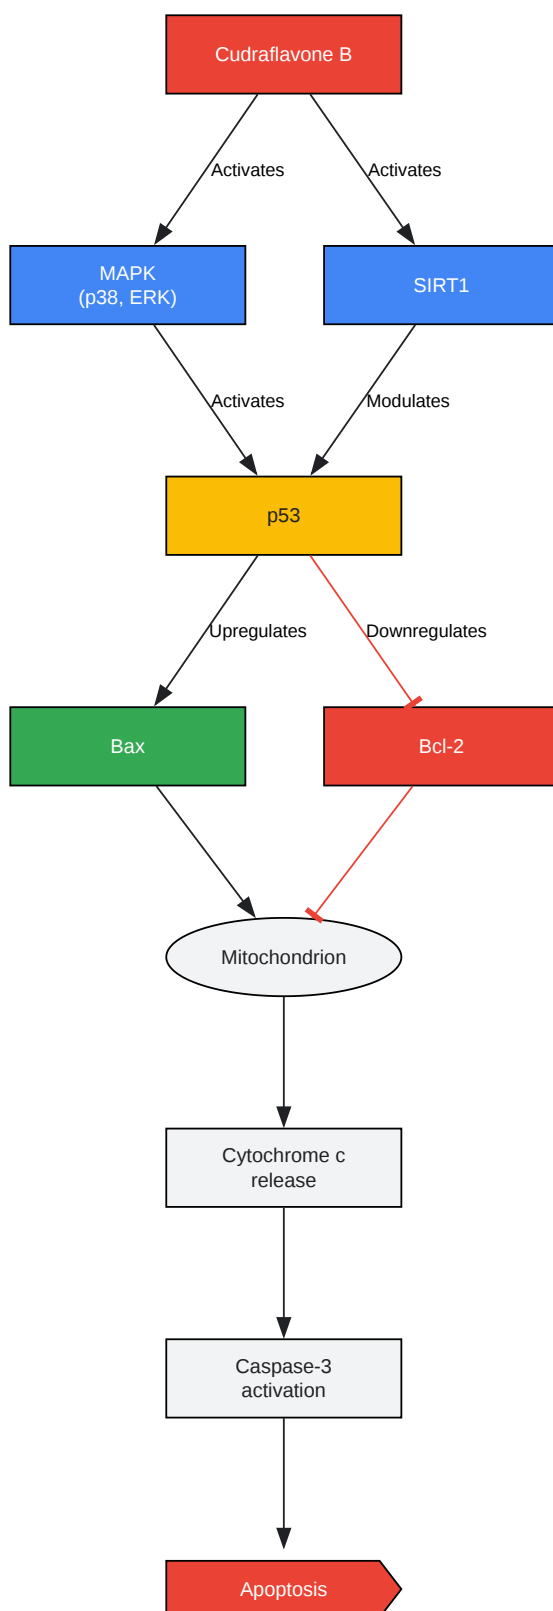 Cudraflavone B
Activates
Activates
MAPK
(p38, ERK)
SIRT1
Activates
Modulates
p53
Upregulates
Downregulates
Bax
Bcl-2
Mitochondrion
Cytochrome c
release
Caspase-3
activation
Apoptosis